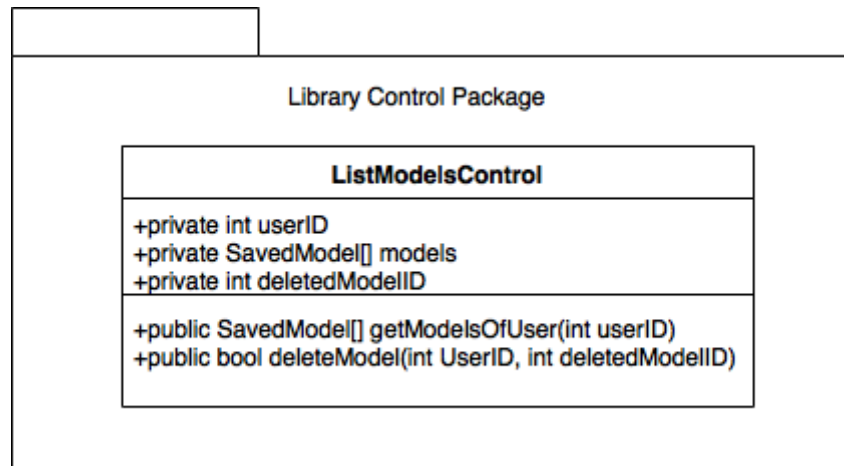 Library Control Package
ListModelsControl
+private int userID
+private SavedModel[] models
+private int deletedModelID
+public SavedModel[] getModelsOfUser(int userID)
+public bool deleteModel(int UserID, int deletedModelID)